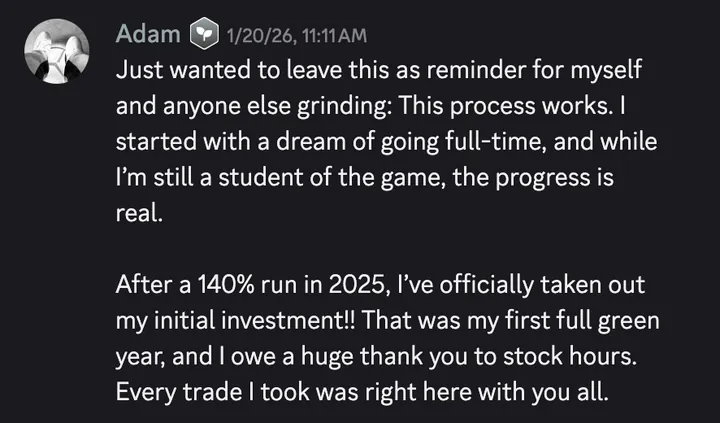 Adam 1/20/26, 11:11 AM
Just wanted to leave this as reminder for myself
and anyone else grinding: This process works. I
started with a dream of going full-time, and while
I'm still a student of the game, the progress is
real.
After a 140% run in 2025, I've officially taken out
my initial investment!! That was my first full green
year, and I owe a huge thank you to stock hours.
Every trade I took was right here with you all.